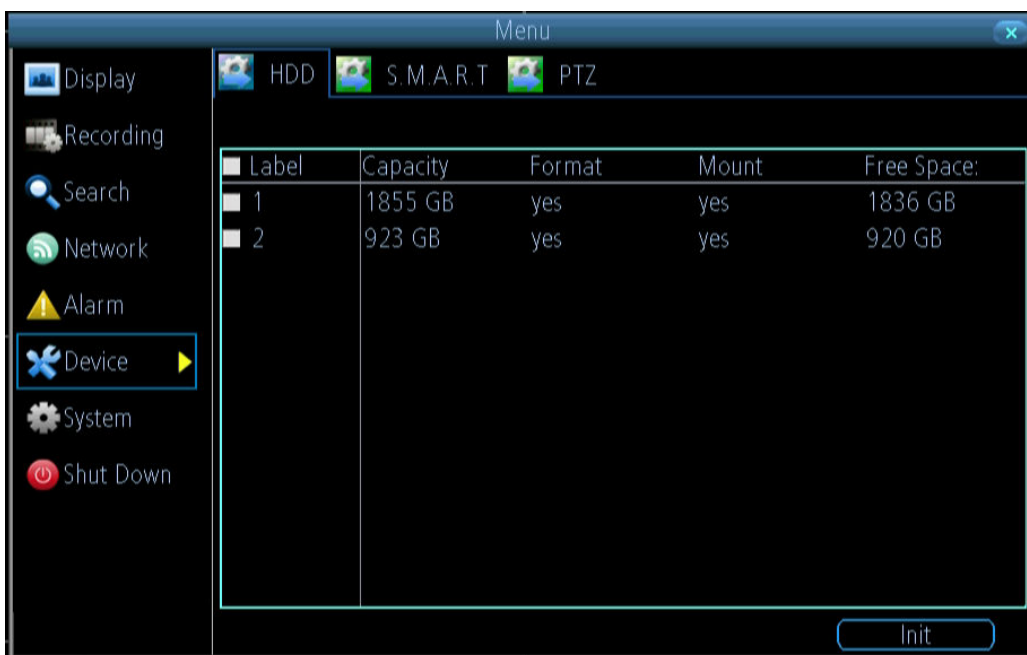 Menu
Display
Recording
Search
Network
Alarm
Device
System
Shut Down
HDD S.M.A.R.T PTZ
Label Capacity Format Mount Free Space:
1 1855 GB yes yes 1836 GB
2 923 GB yes yes 920 GB
Init